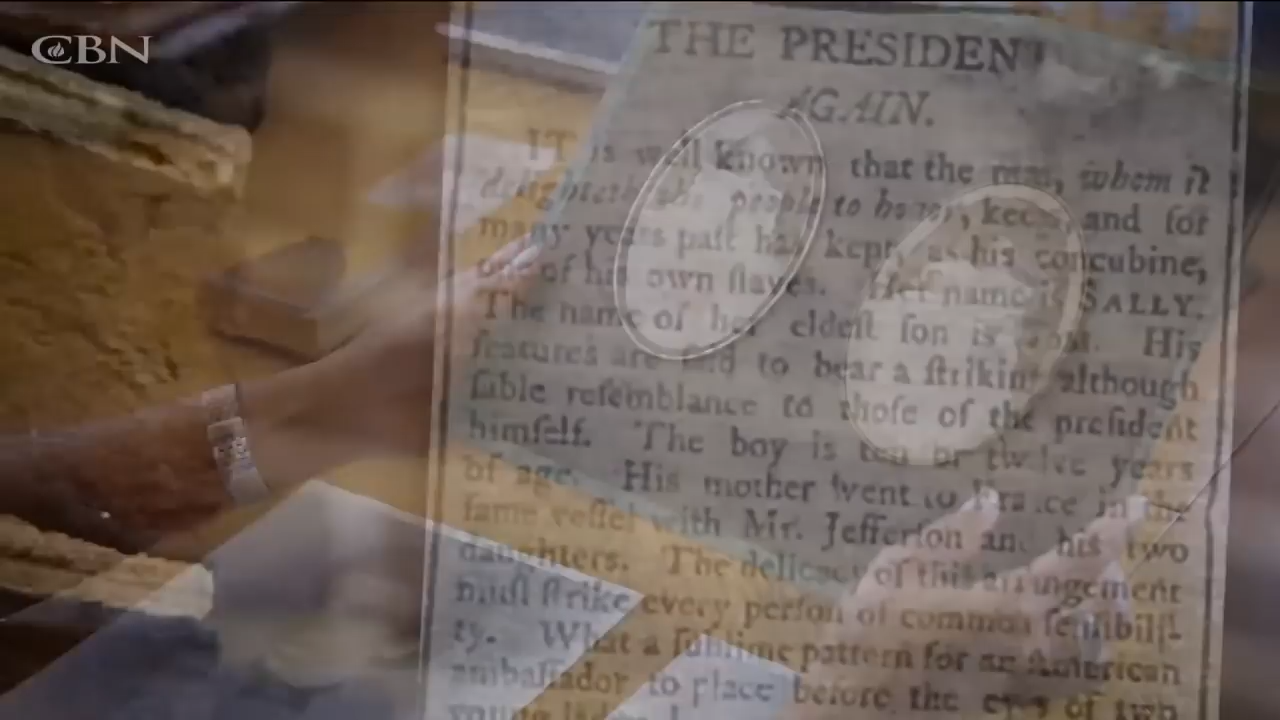 CBN
THE PRESIDENT
AGAIN.
IT is well known that the man, whom it
delighteth the people to honor, keeps, and for
many years paſt has kept, as his concubine,
one of his own ſlaves. Her name is SALLY.
The name of her eldeſt ſon is Tom. His
features are ſaid to bear a ſtriking although
ſable reſemblance to thoſe of the preſident
himſelf. The boy is ten or twelve years
of age. His mother went to France in the
ſame veſſel with Mr. Jefferſon and his two
daughters. The delicacy of this arrangement
muſt ſtrike every perſon of common ſenſibili-
ty. What a ſublime pattern for an American
ambaſſador to place before the eyes of two
young ladies!